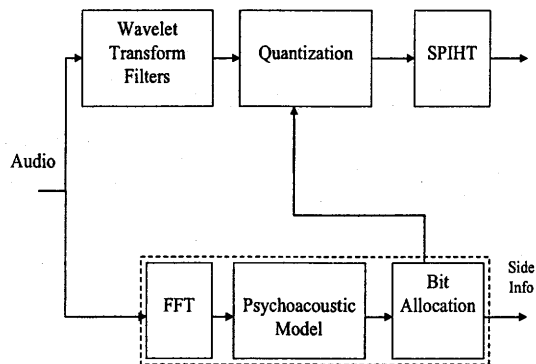 Wavelet
Transform
Filters
Quantization
SPIHT
Audio
FFT
Psychoacoustic
Model
Bit
Allocation
Side
Info